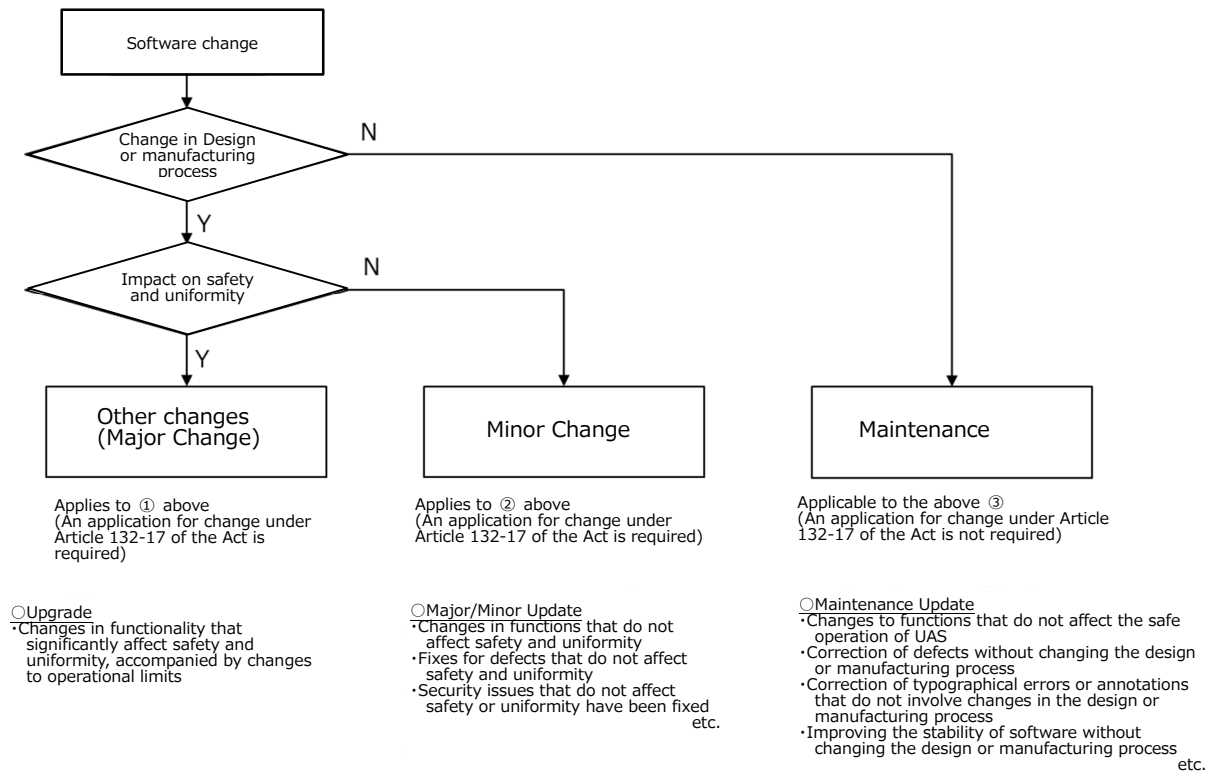 Software change
Change in Design
or manufacturing
process
N
Y
Impact on safety
and uniformity
N
Y
Other changes
(Major Change)
Minor Change
Maintenance
Applies to ① above
(An application for change under
Article 132-17 of the Act is
required)
Applies to ② above
(An application for change under
Article 132-17 of the Act is required)
Applicable to the above ③
(An application for change under Article
132-17 of the Act is not required)
○Upgrade
・Changes in functionality that
significantly affect safety and
uniformity, accompanied by changes
to operational limits
○Major/Minor Update
・Changes in functions that do not
affect safety and uniformity
・Fixes for defects that do not affect
safety and uniformity
・Security issues that do not affect
safety or uniformity have been fixed
etc.
○Maintenance Update
・Changes to functions that do not affect the safe
operation of UAS
・Correction of defects without changing the design
or manufacturing process
・Correction of typographical errors or annotations
that do not involve changes in the design or
manufacturing process
・Improving the stability of software without
changing the design or manufacturing process
etc.